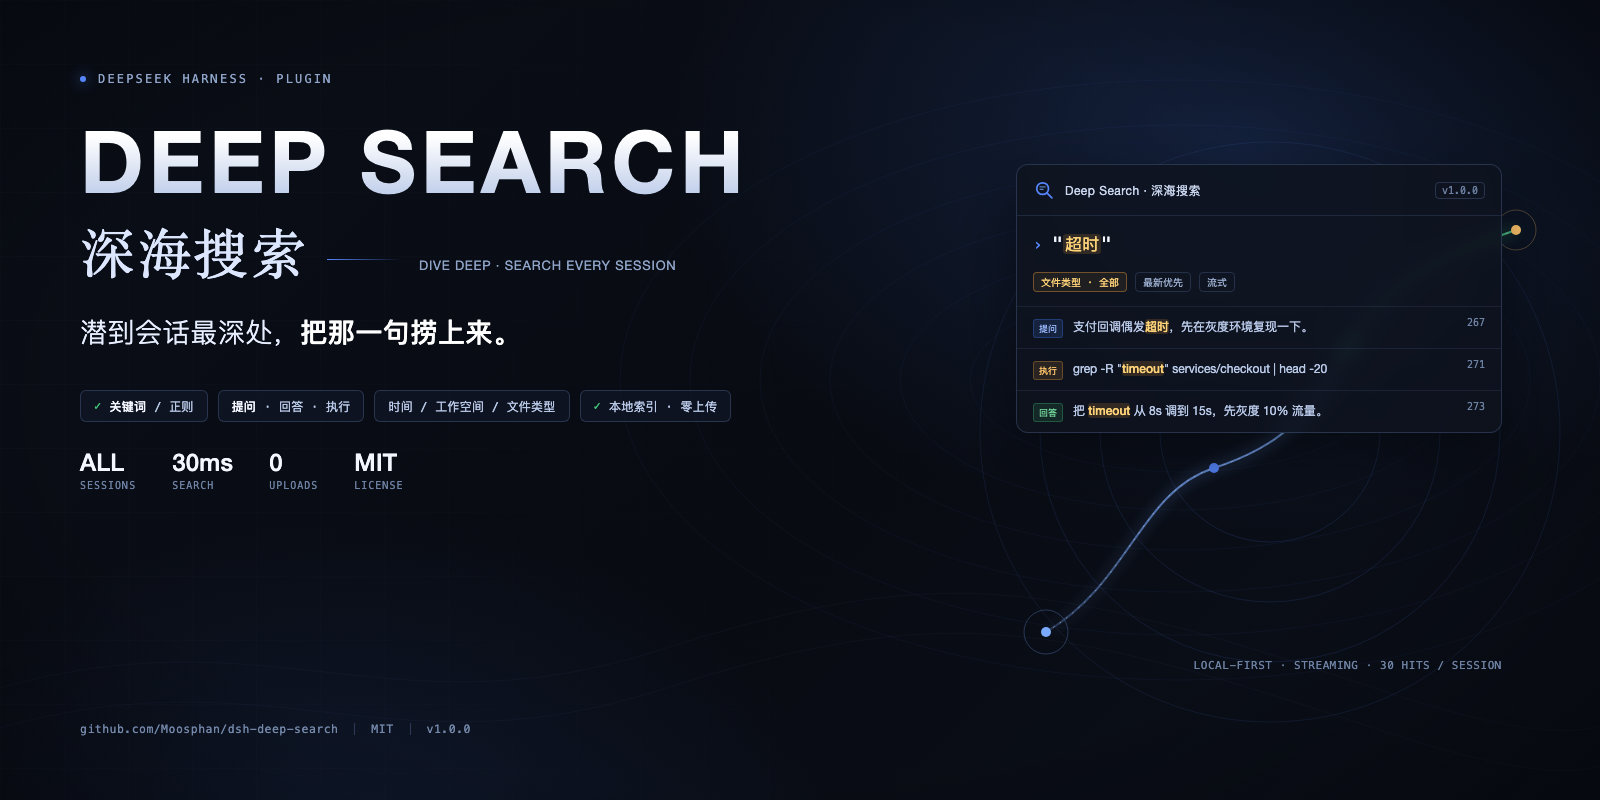 DEEPSEEK HARNESS · PLUGIN
DEEP SEARCH
深海搜索
DIVE DEEP · SEARCH EVERY SESSION
潜到会话最深处，把那一句捞上来。
✓ 关键词 / 正则
提问 · 回答 · 执行
时间 / 工作空间 / 文件类型
✓ 本地索引 · 零上传
ALL
SESSIONS
30ms
SEARCH
0
UPLOADS
MIT
LICENSE
github.com/Moosphan/dsh-deep-search | MIT | v1.0.0
Deep Search · 深海搜索
v1.0.0
› "超时"
文件类型 · 全部
最新优先
流式
提问 支付回调偶发超时，先在灰度环境复现一下。 267
执行 grep -R "timeout" services/checkout | head -20 271
回答 把 timeout 从 8s 调到 15s，先灰度 10% 流量。 273
LOCAL-FIRST · STREAMING · 30 HITS / SESSION